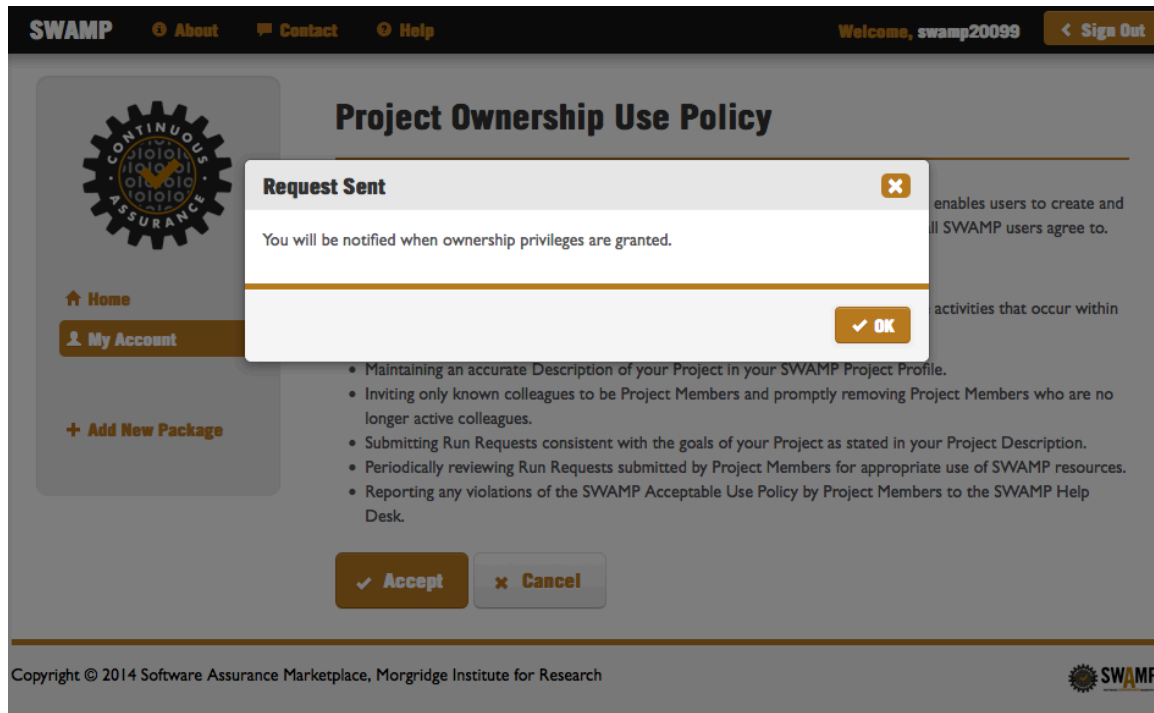 SWAMP About Contact Help Welcome, swamp20099 Sign Out
CONTINUOUS
ASSURANCE
Project Ownership Use Policy
Request Sent
enables users to create and
You will be notified when ownership privileges are granted.
SWAMP users agree to.
Home
activities that occur within
OK
My Account
• Maintaining an accurate Description of your Project in your SWAMP Project Profile.
• Inviting only known colleagues to be Project Members and promptly removing Project Members who are no
longer active colleagues.
+ Add New Package
• Submitting Run Requests consistent with the goals of your Project as stated in your Project Description.
• Periodically reviewing Run Requests submitted by Project Members for appropriate use of SWAMP resources.
• Reporting any violations of the SWAMP Acceptable Use Policy by Project Members to the SWAMP Help
Desk.
Accept Cancel
Copyright © 2014 Software Assurance Marketplace, Morgridge Institute for Research
SWAMP